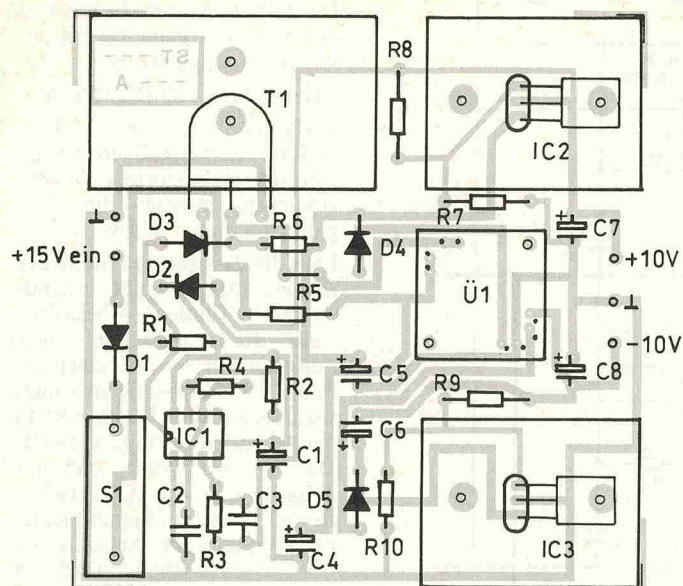 R8
ST----
---A
T1
IC2
⊥
D3
R6
R7
+
C7
D4
+15Vein
+10V
D2
Ü1
R5
⊥
R1
-10V
D1
+
C5
+
C8
R4
R2
R9
IC1
C6
+
+
C1
S1
C2
C3
D5
R3
+
C4
R10
IC3